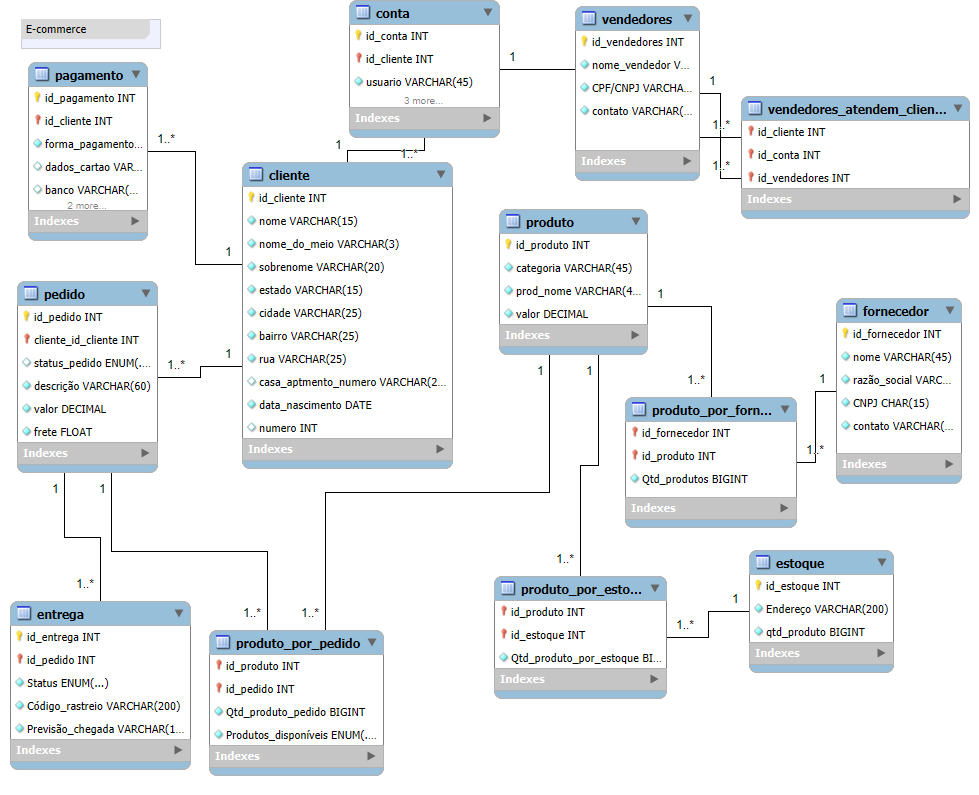 E-commerce
conta
id_conta INT
id_cliente INT
usuario VARCHAR(45)
3 more...
Indexes
vendedores
id_vendedores INT
nome_vendedor V...
CPF/CNPJ VARCHA...
contato VARCHAR(...
Indexes
vendedores_atendem_clien...
id_cliente INT
id_conta INT
id_vendedores INT
Indexes
pagamento
id_pagamento INT
id_cliente INT
forma_pagamento...
dados_cartao VAR...
banco VARCHAR(...
2 more...
Indexes
cliente
id_cliente INT
nome VARCHAR(15)
nome_do_meio VARCHAR(3)
sobrenome VARCHAR(20)
estado VARCHAR(15)
cidade VARCHAR(25)
bairro VARCHAR(25)
rua VARCHAR(25)
casa_aptmento_numero VARCHAR(2...
data_nascimento DATE
numero INT
Indexes
produto
id_produto INT
categoria VARCHAR(45)
prod_nome VARCHAR(4...
valor DECIMAL
Indexes
pedido
id_pedido INT
cliente_id_cliente INT
status_pedido ENUM(...
descrição VARCHAR(60)
valor DECIMAL
frete FLOAT
Indexes
fornecedor
id_fornecedor INT
nome VARCHAR(45)
razão_social VARC...
CNPJ CHAR(15)
contato VARCHAR(...
Indexes
produto_por_forn...
id_fornecedor INT
id_produto INT
Qtd_produtos BIGINT
Indexes
estoque
id_estoque INT
Endereço VARCHAR(200)
qtd_produto BIGINT
Indexes
produto_por_esto...
id_produto INT
id_estoque INT
Qtd_produto_por_estoque BI...
Indexes
entrega
id_entrega INT
id_pedido INT
Status ENUM(...)
Código_rastreio VARCHAR(200)
Previsão_chegada VARCHAR(1...
Indexes
produto_por_pedido
id_produto INT
id_pedido INT
Qtd_produto_pedido BIGINT
Produtos_disponíveis ENUM(...
Indexes
1
1
1..*
1..*
1
1..*
1..*
1
1..*
1
1
1..*
1
1..*
1
1
1
1
1..*
1..*
1..*
1..*
1
1..*